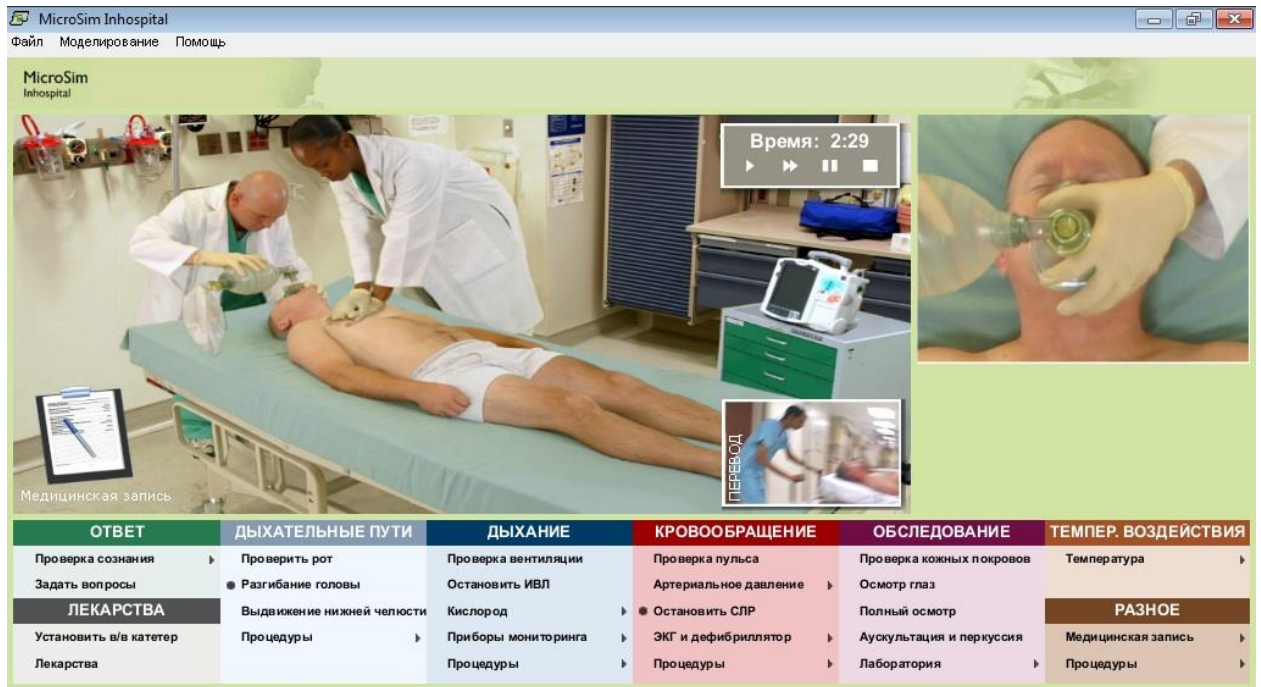 MicroSim Inhospital
Файл Моделирование Помощь
MicroSim
Inhospital
Время: 2:29
Медицинская запись
ПЕРЕВОД
ОТВЕТ
Проверка сознания
Задать вопросы
ЛЕКАРСТВА
Установить в/в катетер
Лекарства
ДЫХАТЕЛЬНЫЕ ПУТИ
Проверить рот
Разгибание головы
Выдвижение нижней челюсти
Процедуры
ДЫХАНИЕ
Проверка вентиляции
Остановить ИВЛ
Кислород
Приборы мониторинга
Процедуры
КРОВООБРАЩЕНИЕ
Проверка пульса
Артериальное давление
Остановить СЛР
ЭКГ и дефибриллятор
Процедуры
ОБСЛЕДОВАНИЕ
Проверка кожных покровов
Осмотр глаз
Полный осмотр
Аускультация и перкуссия
Лаборатория
ТЕМПЕР. ВОЗДЕЙСТВИЯ
Температура
РАЗНОЕ
Медицинская запись
Процедуры